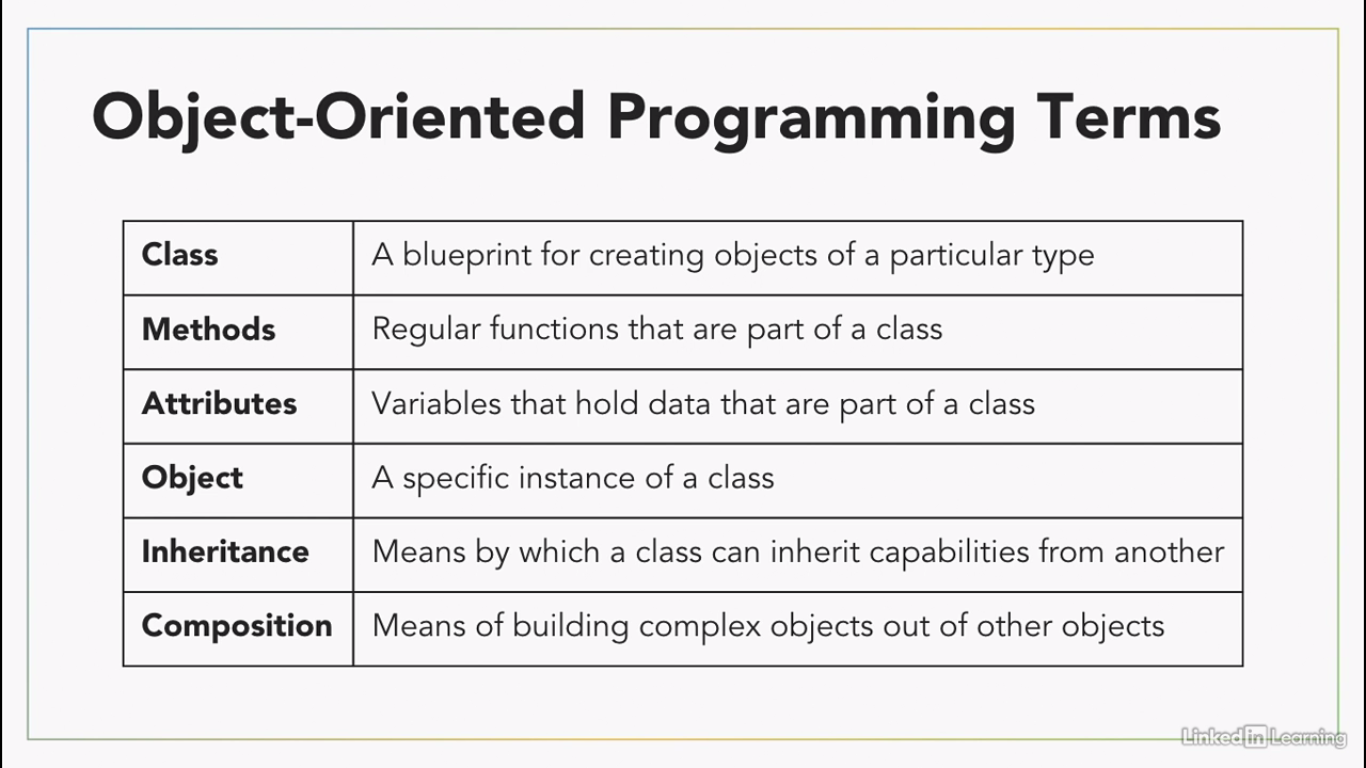 Object-Oriented Programming Terms
Class A blueprint for creating objects of a particular type
Methods Regular functions that are part of a class
Attributes Variables that hold data that are part of a class
Object A specific instance of a class
Inheritance Means by which a class can inherit capabilities from another
Composition Means of building complex objects out of other objects
Linked in Learning